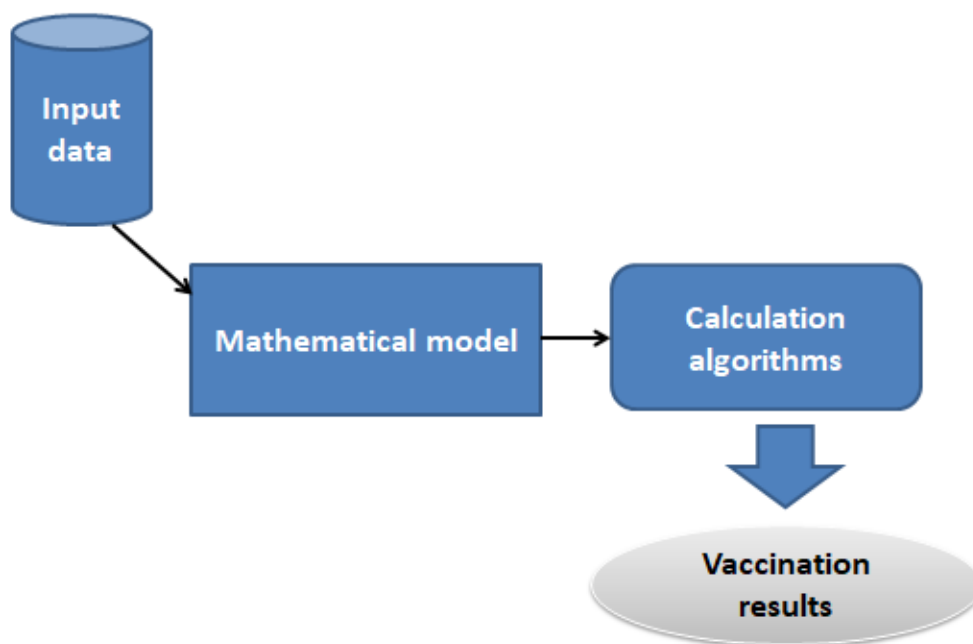 Input
data
Mathematical model
Calculation
algorithms
Vaccination
results